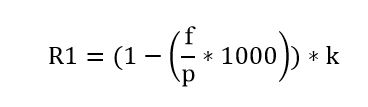 R1 = (1 − (f/p * 1000)) * k